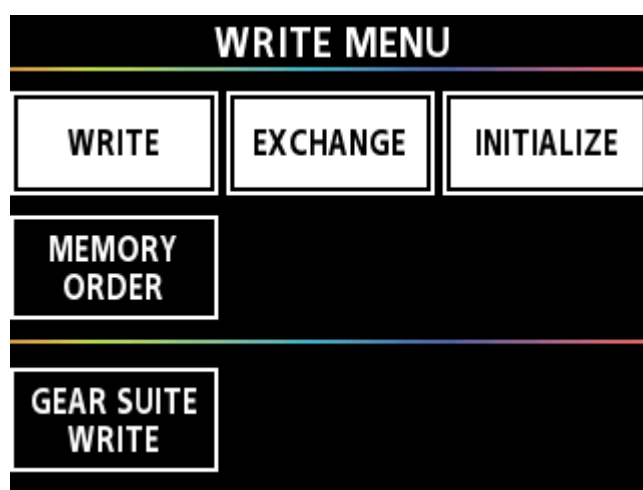 WRITE MENU
WRITE
EXCHANGE
INITIALIZE
MEMORY
ORDER
GEAR SUITE
WRITE